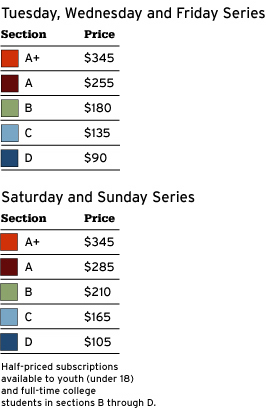 Tuesday, Wednesday and Friday Series
Section Price
A+ $345
A $255
B $180
C $135
D $90
Saturday and Sunday Series
Section Price
A+ $345
A $285
B $210
C $165
D $105
Half-priced subscriptions
available to youth (under 18)
and full-time college
students in sections B through D.